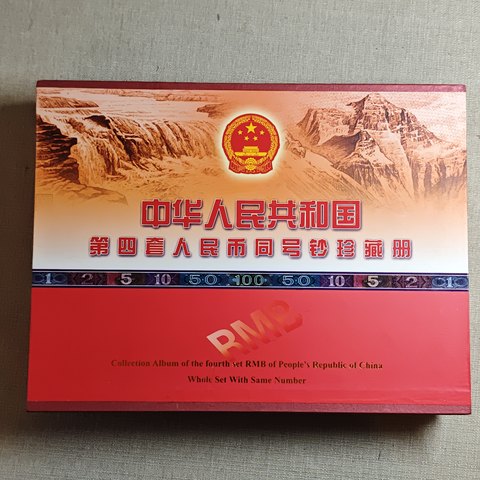 中华人民共和国
第四套人民币同号钞珍藏册
1 2 5 10 50 100 50 10 5 2 1
RMB
Collection Album of the fourth set RMB of People's Republic of China
Whole Set With Same Number